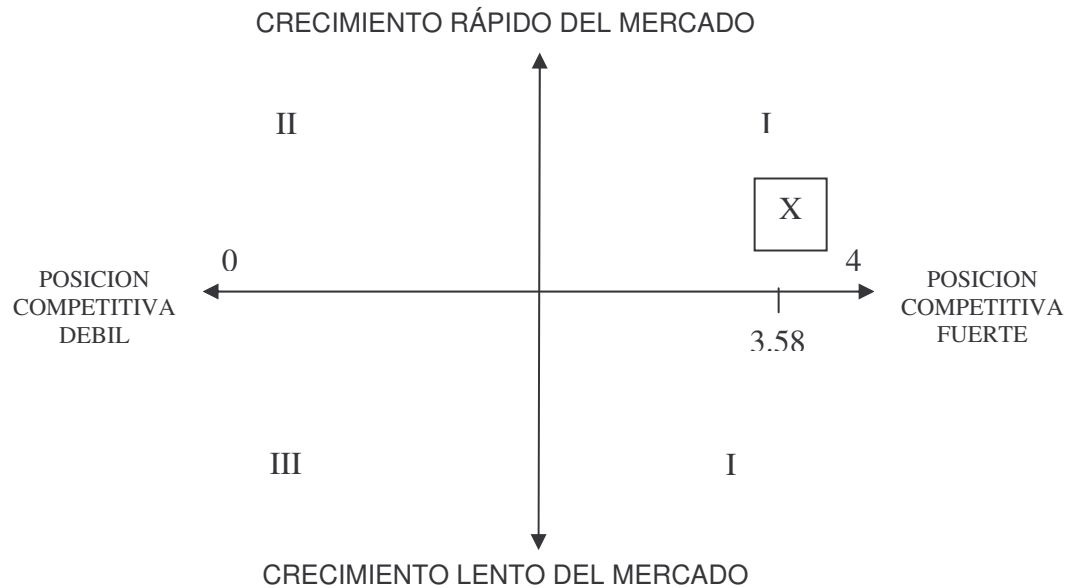 CRECIMIENTO RÁPIDO DEL MERCADO
II
I
X
0
4
POSICION
COMPETITIVA
DEBIL
POSICION
COMPETITIVA
FUERTE
3.58
III
I
CRECIMIENTO LENTO DEL MERCADO